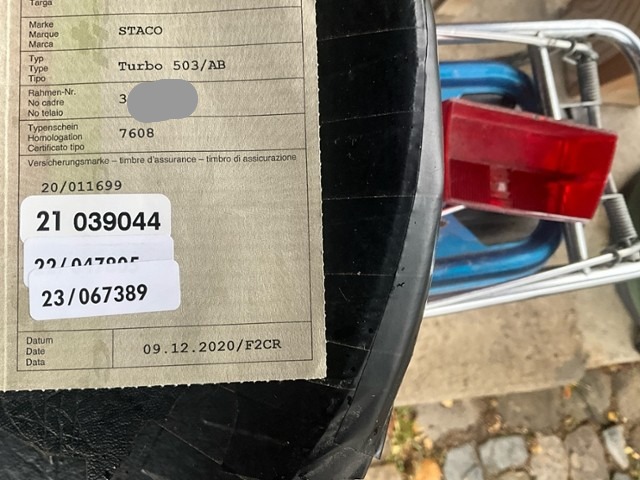 Targa
Marke
Marque
Marca
STACO
Typ
Type
Tipo
Turbo 503/AB
Rahmen-Nr.
No cadre
No telaio
3
Typenschein
Homologation
Certificato tipo
7608
Versicherungsmarke – timbre d'assurance – timbro di assicurazione
20/011699
21 039044
22/047805
23/067389
Datum
Date
Data
09.12.2020/F2CR